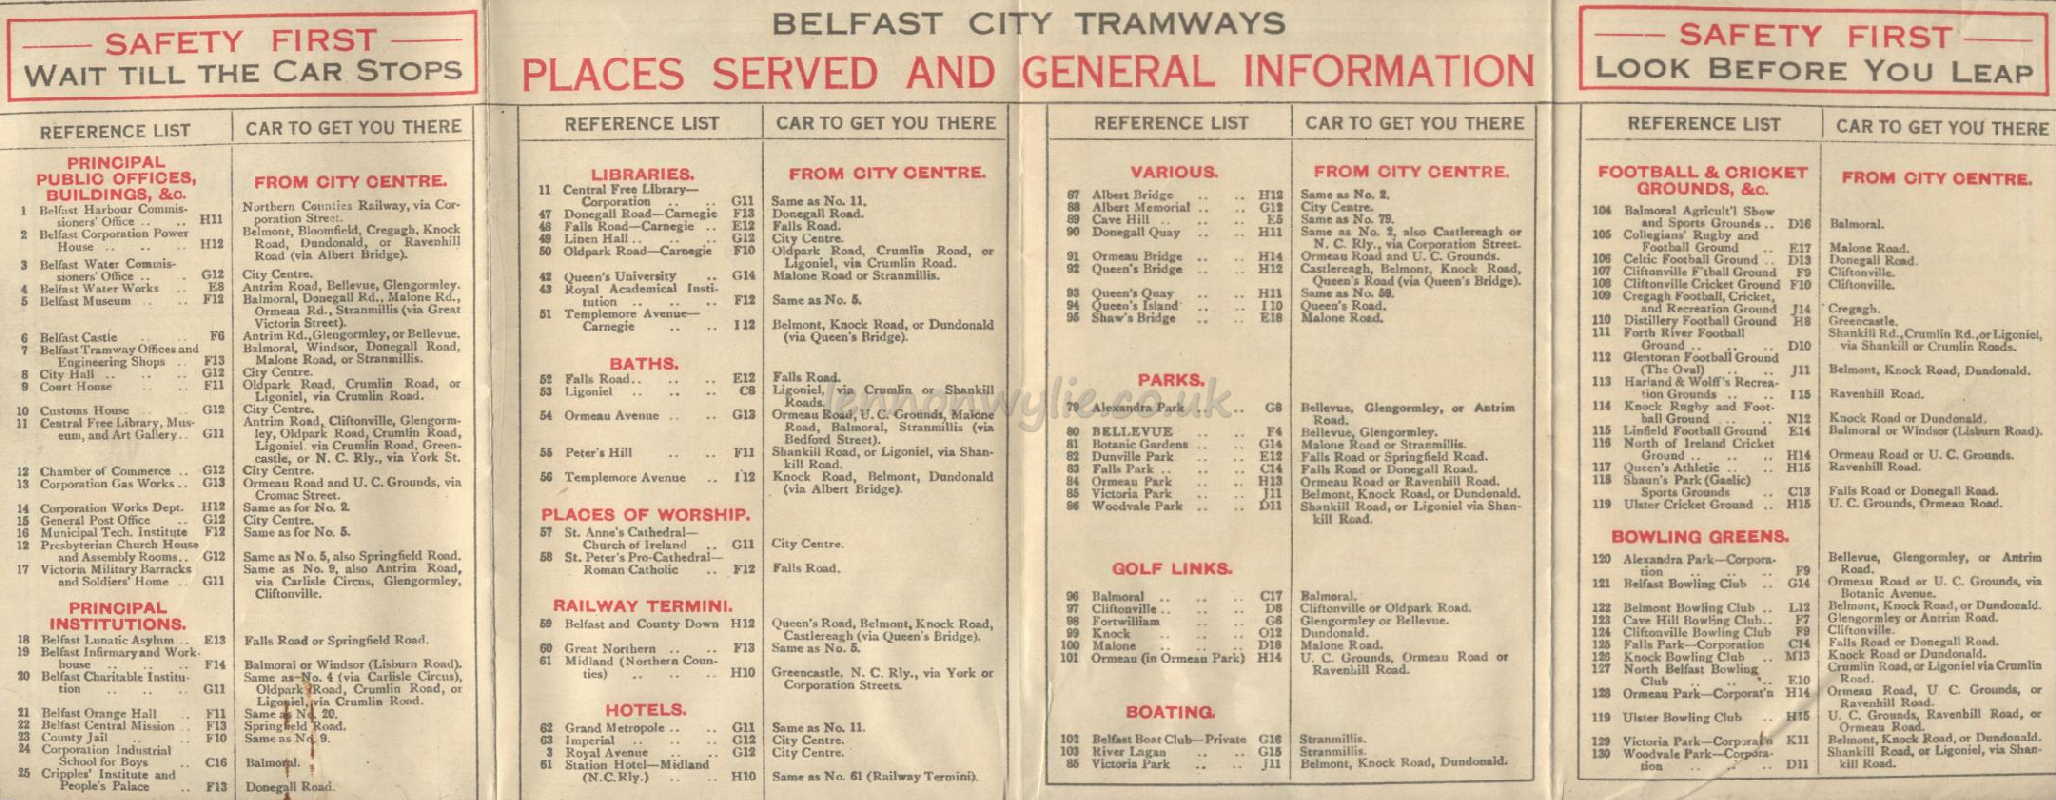 SAFETY FIRST
WAIT TILL THE CAR STOPS
BELFAST CITY TRAMWAYS
PLACES SERVED AND GENERAL INFORMATION
SAFETY FIRST
LOOK BEFORE YOU LEAP
REFERENCE LIST CAR TO GET YOU THERE
PRINCIPAL
PUBLIC OFFICES,
BUILDINGS, &c. FROM CITY CENTRE.
1 Belfast Harbour Commis- Northern Counties Railway, via Cor-
sioners' Office .. H11 poration Street.
2 Belfast Corporation Power Belmont, Bloomfield, Cregagh, Knock
House .. .. .. H12 Road, Dundonald, or Ravenhill
Road (via Albert Bridge).
3 Belfast Water Commis-
sioners' Office .. .. G12 City Centre.
4 Belfast Water Works .. E8 Antrim Road, Bellevue, Glengormley.
5 Belfast Museum .. .. F12 Balmoral, Donegall Rd., Malone Rd.,
Ormeau Rd., Stranmillis (via Great
Victoria Street).
6 Belfast Castle .. .. F6 Antrim Rd., Glengormley, or Bellevue.
7 Belfast Tramway Offices and Balmoral, Windsor, Donegall Road,
Engineering Shops .. F13 Malone Road, or Stranmillis.
8 City Hall .. .. .. G12 City Centre.
9 Court House .. .. F11 Oldpark Road, Crumlin Road, or
Ligoniel, via Crumlin Road.
10 Customs House .. G12 City Centre.
11 Central Free Library, Mus- Antrim Road, Cliftonville, Glengorm-
eum, and Art Gallery.. G11 ley, Oldpark Road, Crumlin Road,
Ligoniel via Crumlin Road, Green-
castle, or N. C. Rly., via York St.
12 Chamber of Commerce .. G12 City Centre.
13 Corporation Gas Works .. G13 Ormeau Road and U. C. Grounds, via
Cromac Street.
14 Corporation Works Dept. H12 Same as for No. 2.
15 General Post Office .. G12 City Centre.
16 Municipal Tech. Institute F12 Same as for No. 5.
12 Presbyterian Church House
and Assembly Rooms.. G12 Same as No. 5, also Springfield Road.
17 Victoria Military Barracks Same as No. 9, also Antrim Road,
and Soldiers' Home .. G11 via Carlisle Circus, Glengormley,
Cliftonville.
PRINCIPAL
INSTITUTIONS.
18 Belfast Lunatic Asylum .. E13 Falls Road or Springfield Road.
19 Belfast Infirmary and Work-
house .. .. .. F14 Balmoral or Windsor (Lisburn Road).
20 Belfast Charitable Institu- Same as No. 4 (via Carlisle Circus),
tion .. .. .. G11 Oldpark Road, Crumlin Road, or
Ligoniel, via Crumlin Road.
21 Belfast Orange Hall .. F11 Same as No. 20.
22 Belfast Central Mission .. F13 Springfield Road.
23 County Jail .. .. F10 Same as No. 9.
24 Corporation Industrial
School for Boys .. C16 Balmoral.
25 Cripples' Institute and
People's Palace .. F13 Donegall Road.
REFERENCE LIST CAR TO GET YOU THERE
LIBRARIES. FROM CITY CENTRE.
11 Central Free Library—
Corporation .. .. G11 Same as No. 11.
47 Donegall Road—Carnegie F13 Donegall Road.
48 Falls Road—Carnegie .. E12 Falls Road.
49 Linen Hall .. .. .. G12 City Centre.
50 Oldpark Road—Carnegie F10 Oldpark Road, Crumlin Road, or
Ligoniel, via Crumlin Road.
42 Queen's University .. G14 Malone Road or Stranmillis.
43 Royal Academical Insti-
tution .. .. .. F12 Same as No. 5.
51 Templemore Avenue—
Carnegie .. .. I12 Belmont, Knock Road, or Dundonald
(via Queen's Bridge).
BATHS.
52 Falls Road.. .. .. E12 Falls Road.
53 Ligoniel .. .. .. C6 Ligoniel, via Crumlin or Shankill
Roads.
54 Ormeau Avenue .. G13 Ormeau Road, U. C. Grounds, Malone
Road, Balmoral, Stranmillis (via
Bedford Street).
55 Peter's Hill .. .. F11 Shankill Road, or Ligoniel, via Shan-
kill Road.
56 Templemore Avenue .. I12 Knock Road, Belmont, Dundonald
(via Albert Bridge).
PLACES OF WORSHIP.
57 St. Anne's Cathedral—
Church of Ireland .. G11 City Centre.
58 St. Peter's Pro-Cathedral—
Roman Catholic .. F12 Falls Road.
RAILWAY TERMINI.
59 Belfast and County Down H12 Queen's Road, Belmont, Knock Road,
Castlereagh (via Queen's Bridge).
60 Great Northern .. .. F13 Same as No. 5.
61 Midland (Northern Coun-
ties) .. .. .. H10 Greencastle, N. C. Rly., via York or
Corporation Streets.
HOTELS.
62 Grand Metropole .. .. G11 Same as No. 11.
63 Imperial .. .. .. G12 City Centre.
3 Royal Avenue .. .. G12 City Centre.
61 Station Hotel—Midland
(N.C.Rly.) .. .. H10 Same as No. 61 (Railway Termini).
REFERENCE LIST CAR TO GET YOU THERE
VARIOUS. FROM CITY CENTRE.
87 Albert Bridge .. .. H12 Same as No. 2.
88 Albert Memorial .. .. G12 City Centre.
89 Cave Hill .. .. .. E5 Same as No. 79.
90 Donegall Quay .. .. H11 Same as No. 2, also Castlereagh or
N. C. Rly., via Corporation Street.
91 Ormeau Bridge .. .. H14 Ormeau Road and U. C. Grounds.
92 Queen's Bridge .. .. H12 Castlereagh, Belmont, Knock Road,
Queen's Road (via Queen's Bridge).
93 Queen's Quay .. .. H11 Same as No. 59.
94 Queen's Island .. .. I 10 Queen's Road.
95 Shaw's Bridge .. .. E18 Malone Road.
PARKS.
79 Alexandra Park .. .. G8 Bellevue, Glengormley, or Antrim
Road.
80 BELLEVUE .. .. F4 Bellevue, Glengormley.
81 Botanic Gardens .. .. G14 Malone Road or Stranmillis.
82 Dunville Park .. .. E12 Falls Road or Springfield Road.
83 Falls Park .. .. .. C14 Falls Road or Donegall Road.
84 Ormeau Park .. .. H13 Ormeau Road or Ravenhill Road.
85 Victoria Park .. .. J11 Belmont, Knock Road, or Dundonald.
86 Woodvale Park .. .. D11 Shankill Road, or Ligoniel via Shan-
kill Road.
GOLF LINKS.
96 Balmoral .. .. .. C17 Balmoral.
97 Cliftonville .. .. .. D8 Cliftonville or Oldpark Road.
98 Fortwilliam .. .. G6 Glengormley or Bellevue.
99 Knock .. .. .. O12 Dundonald.
100 Malone .. .. .. D18 Malone Road.
101 Ormeau (in Ormeau Park) H14 U. C. Grounds, Ormeau Road or
Ravenhill Road.
BOATING.
102 Belfast Boat Club—Private G16 Stranmillis.
103 River Lagan .. .. G15 Stranmillis.
85 Victoria Park .. .. J11 Belmont, Knock Road, Dundonald.
REFERENCE LIST CAR TO GET YOU THERE
FOOTBALL & CRICKET
GROUNDS, &c. FROM CITY CENTRE.
104 Balmoral Agricult'l Show
and Sports Grounds .. D16 Balmoral.
105 Collegians' Rugby and
Football Ground .. E17 Malone Road.
106 Celtic Football Ground .. D13 Donegall Road.
107 Cliftonville F'tball Ground F9 Cliftonville.
108 Cliftonville Cricket Ground F10 Cliftonville.
109 Cregagh Football, Cricket,
and Recreation Ground J14 Cregagh.
110 Distillery Football Ground H8 Greencastle.
111 Forth River Football Shankill Rd., Crumlin Rd., or Ligoniel,
Ground .. .. .. D10 via Shankill or Crumlin Roads.
112 Glentoran Football Ground
(The Oval) .. .. J11 Belmont, Knock Road, Dundonald.
113 Harland & Wolff's Recrea-
tion Grounds .. .. I 15 Ravenhill Road.
114 Knock Rugby and Foot-
ball Ground .. .. N12 Knock Road or Dundonald.
115 Linfield Football Ground E14 Balmoral or Windsor (Lisburn Road).
116 North of Ireland Cricket
Ground .. .. .. H14 Ormeau Road or U. C. Grounds.
117 Queen's Athletic .. .. H15 Ravenhill Road.
118 Shaun's Park (Gaelic)
Sports Grounds .. C13 Falls Road or Donegall Road.
119 Ulster Cricket Ground .. H15 U. C. Grounds, Ormeau Road.
BOWLING GREENS.
120 Alexandra Park—Corpora- Bellevue, Glengormley, or Antrim
tion .. .. .. F9 Road.
121 Belfast Bowling Club .. G14 Ormeau Road or U. C. Grounds, via
Botanic Avenue.
122 Belmont Bowling Club .. L12 Belmont, Knock Road, or Dundonald.
123 Cave Hill Bowling Club.. F7 Glengormley or Antrim Road.
124 Cliftonville Bowling Club F9 Cliftonville.
125 Falls Park—Corporation C14 Falls Road or Donegall Road.
126 Knock Bowling Club .. M13 Knock Road or Dundonald.
127 North Belfast Bowling Crumlin Road, or Ligoniel via Crumlin
Club .. .. .. E10 Road.
128 Ormeau Park—Corporat'n H14 Ormeau Road, U. C. Grounds, or
Ravenhill Road.
119 Ulster Bowling Club .. H15 U. C. Grounds, Ravenhill Road, or
Ormeau Road.
129 Victoria Park—Corporat'n K11 Belmont, Knock Road, or Dundonald.
130 Woodvale Park—Corpora- Shankill Road, or Ligoniel, via Shan-
tion .. .. .. D11 kill Road.
lennonwylie.co.uk